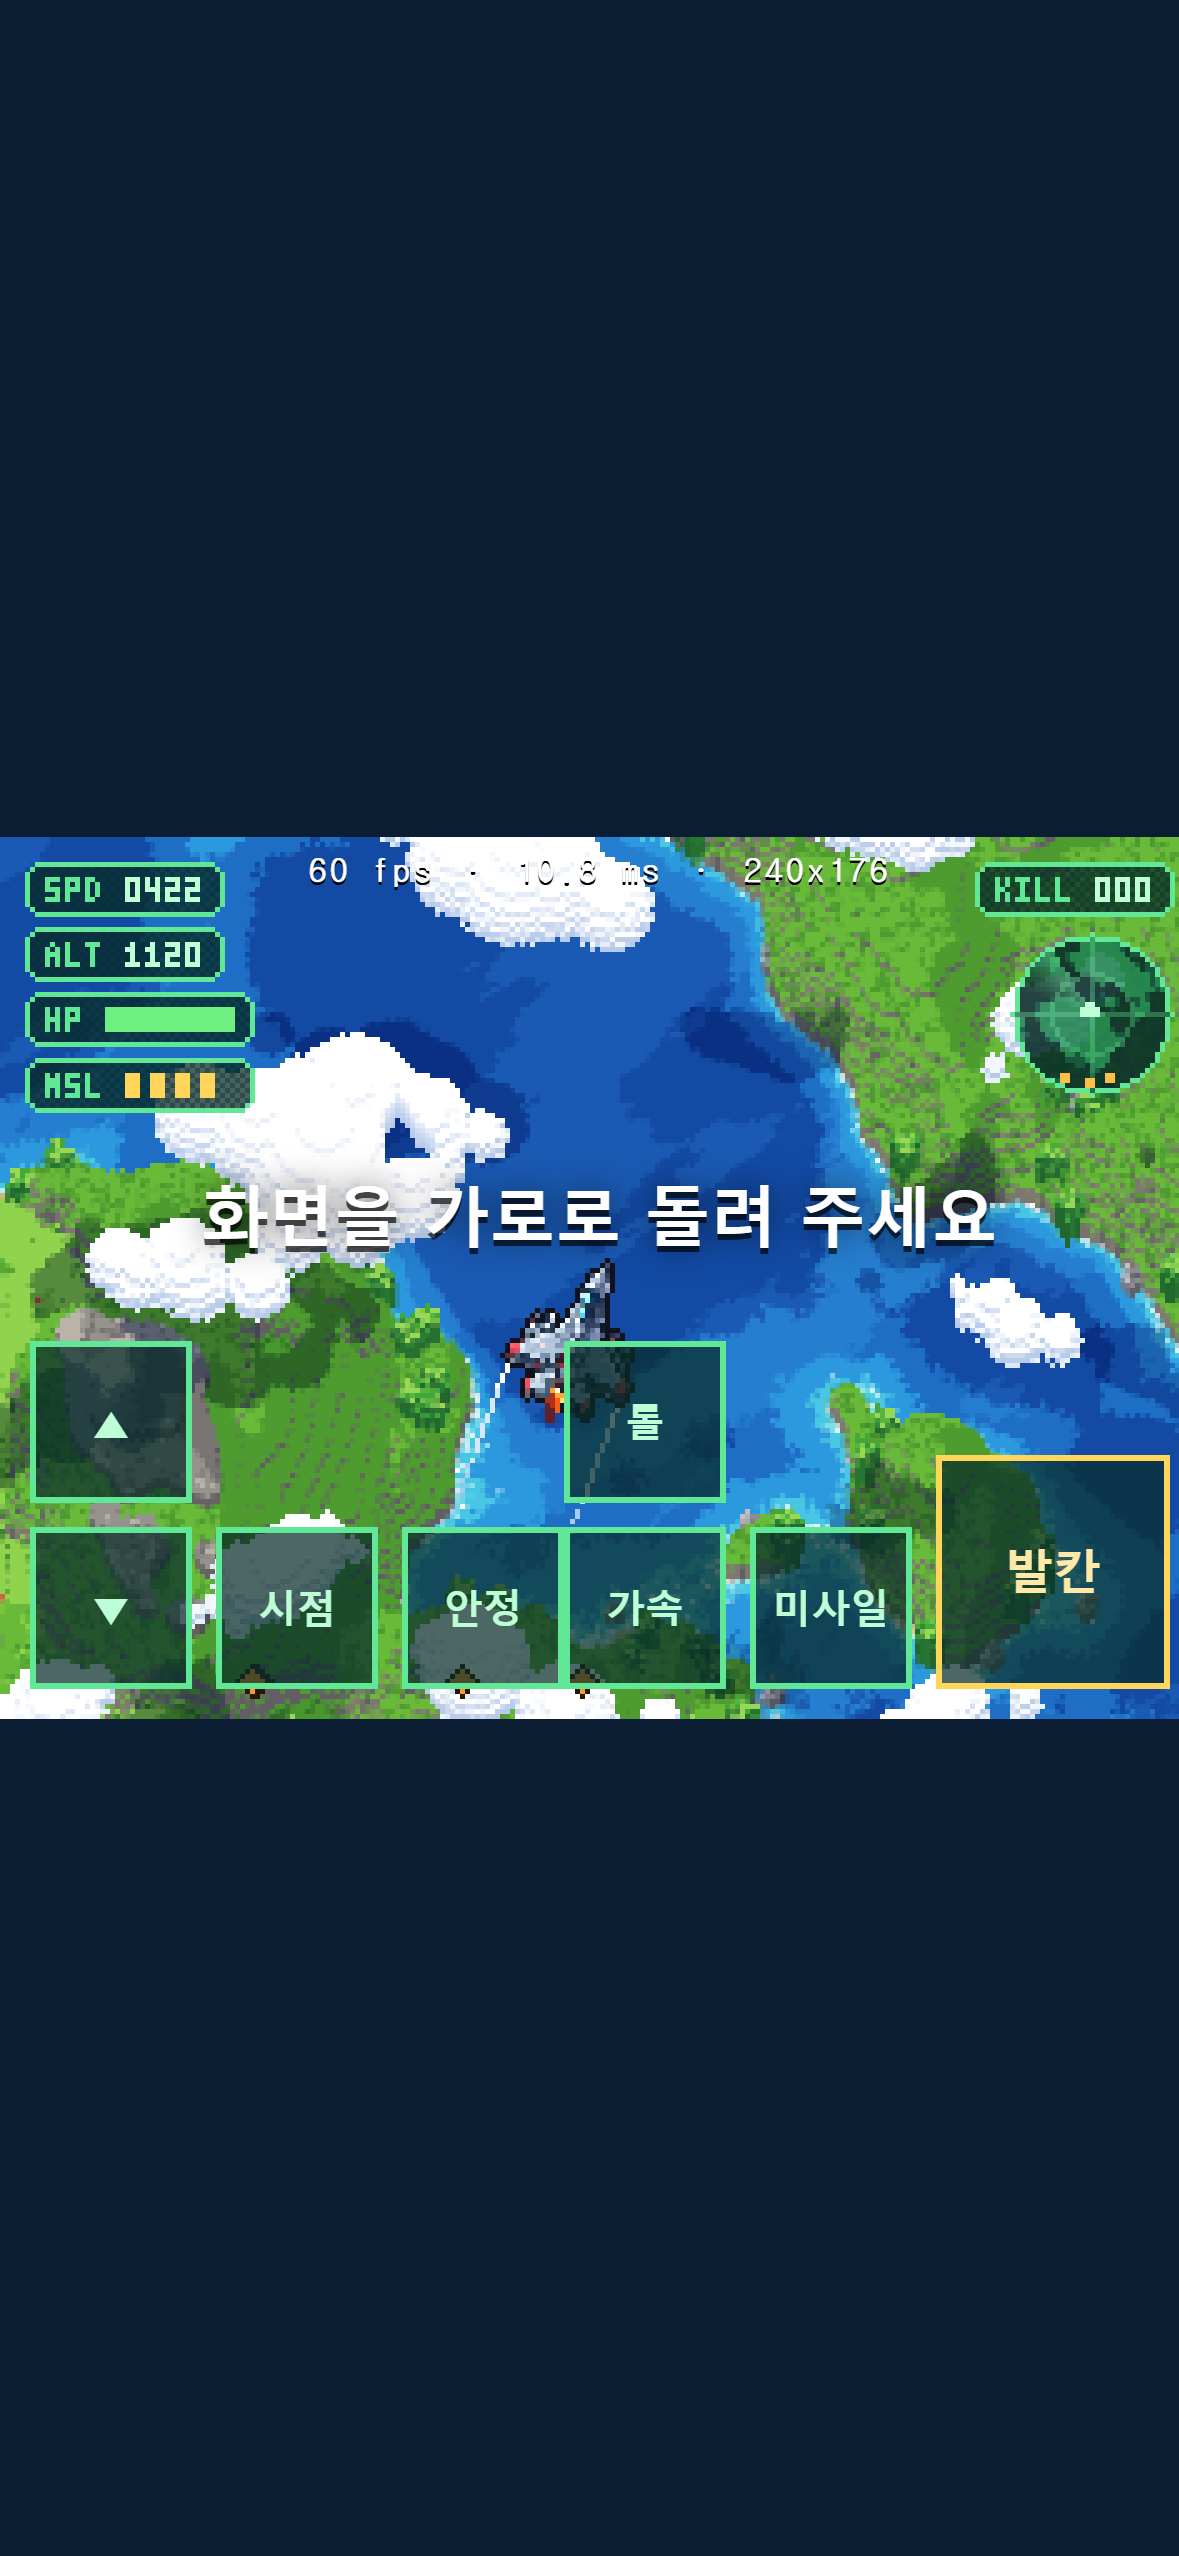 60 fps · 10.8 ms · 240x176
SPD 0422
KILL 000
ALT 1120
HP
MSL
화면을 가로로 돌려 주세요
▲
롤
▼
시점
안정
가속
미사일
발칸